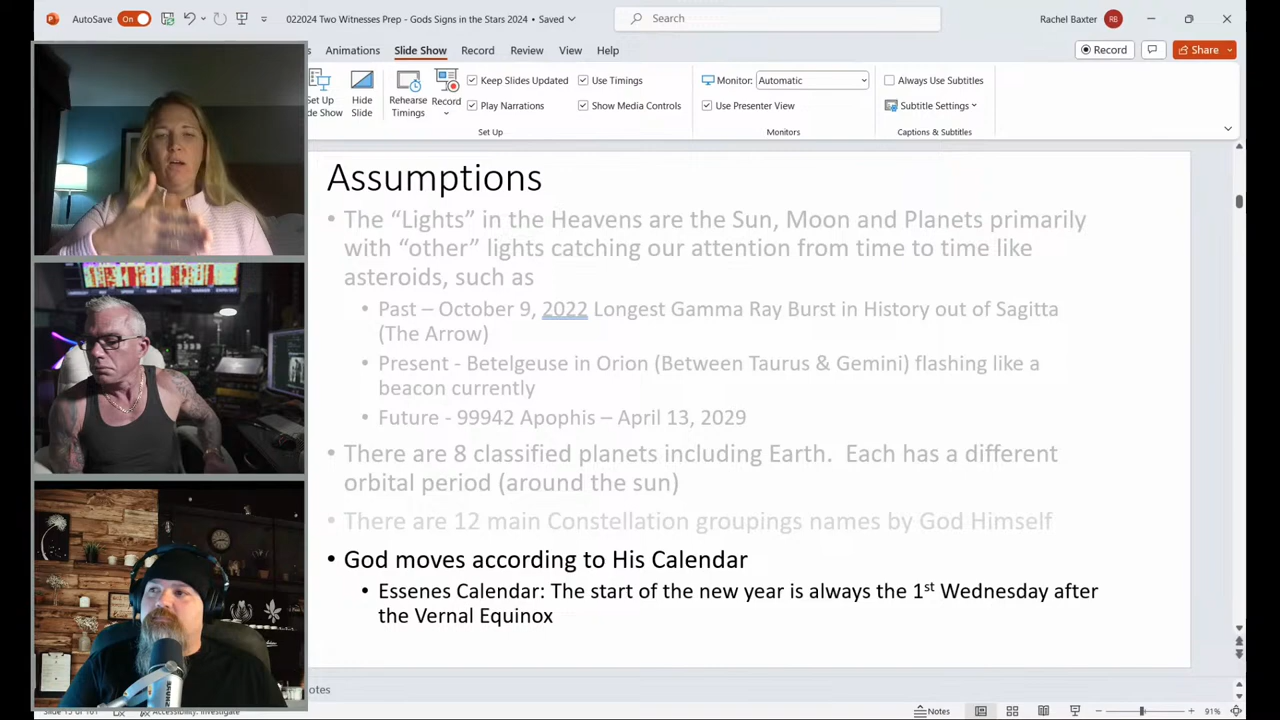 AutoSave On 022024 Two Witnesses Prep - Gods Signs in the Stars 2024 • Saved Search Rachel Baxter RB
Animations Slide Show Record Review View Help Record Share
Set Up Hide Rehearse Record Keep Slides Updated Use Timings Monitor: Automatic Always Use Subtitles
de Show Slide Timings Play Narrations Show Media Controls Use Presenter View Subtitle Settings
Set Up Monitors Captions & Subtitles
Assumptions
• The “Lights” in the Heavens are the Sun, Moon and Planets primarily
with “other” lights catching our attention from time to time like
asteroids, such as
• Past – October 9, 2022 Longest Gamma Ray Burst in History out of Sagitta
(The Arrow)
• Present - Betelgeuse in Orion (Between Taurus & Gemini) flashing like a
beacon currently
• Future - 99942 Apophis – April 13, 2029
• There are 8 classified planets including Earth. Each has a different
orbital period (around the sun)
• There are 12 main Constellation groupings names by God Himself
• God moves according to His Calendar
• Essenes Calendar: The start of the new year is always the 1st Wednesday after
the Vernal Equinox
otes
Notes 91%